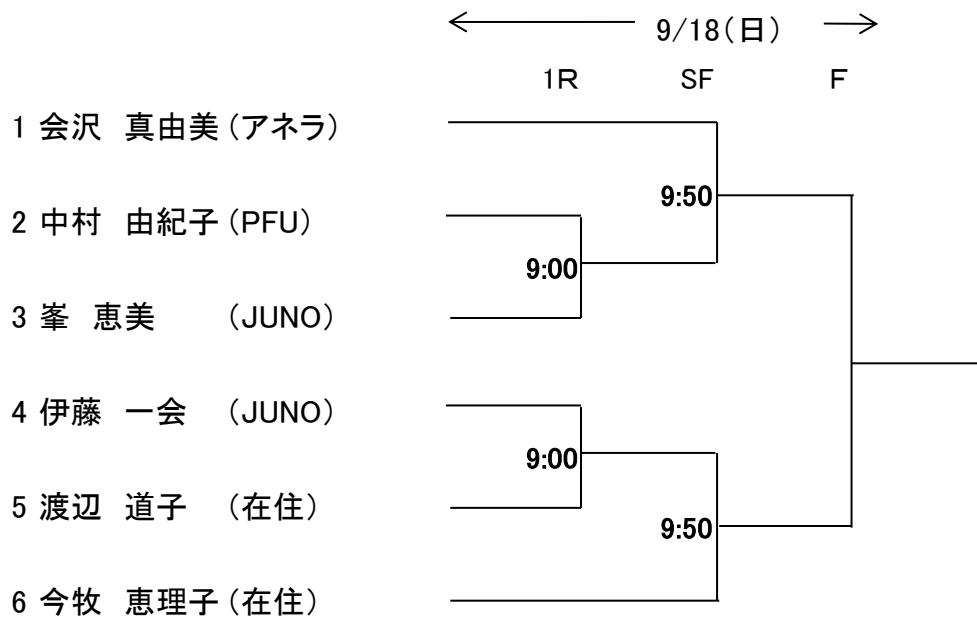 9/18(日)
1R SF F
1 会沢 真由美(アネラ)
9:50
2 中村 由紀子(PFU)
9:00
3 峯 恵美 (JUNO)
4 伊藤 一会 (JUNO)
9:00
5 渡辺 道子 (在住)
9:50
6 今牧 恵理子(在住)